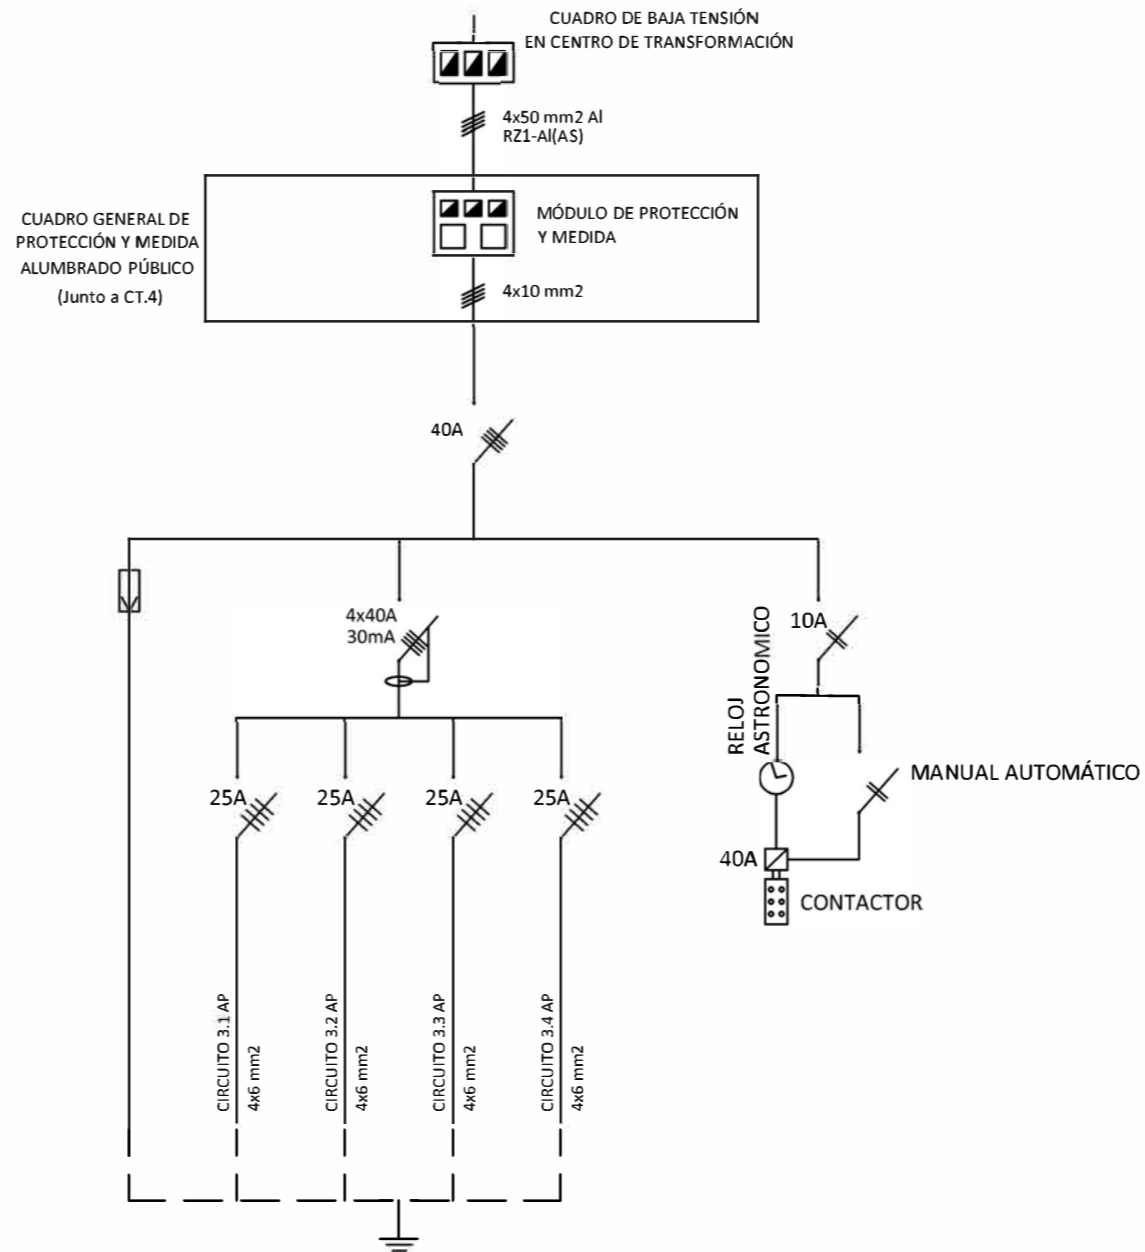 CUADRO DE BAJA TENSIÓN
EN CENTRO DE TRANSFORMACIÓN
4x50 mm2 Al
RZ1-Al(AS)
CUADRO GENERAL DE
PROTECCIÓN Y MEDIDA
ALUMBRADO PÚBLICO
(Junto a CT.4)
MÓDULO DE PROTECCIÓN
Y MEDIDA
4x10 mm2
40A
4x40A
30mA
10A
RELOJ
ASTRONOMICO
MANUAL AUTOMÁTICO
25A
25A
25A
25A
40A
CONTACTOR
CIRCUITO 3.1 AP
4x6 mm2
CIRCUITO 3.2 AP
4x6 mm2
CIRCUITO 3.3 AP
4x6 mm2
CIRCUITO 3.4 AP
4x6 mm2